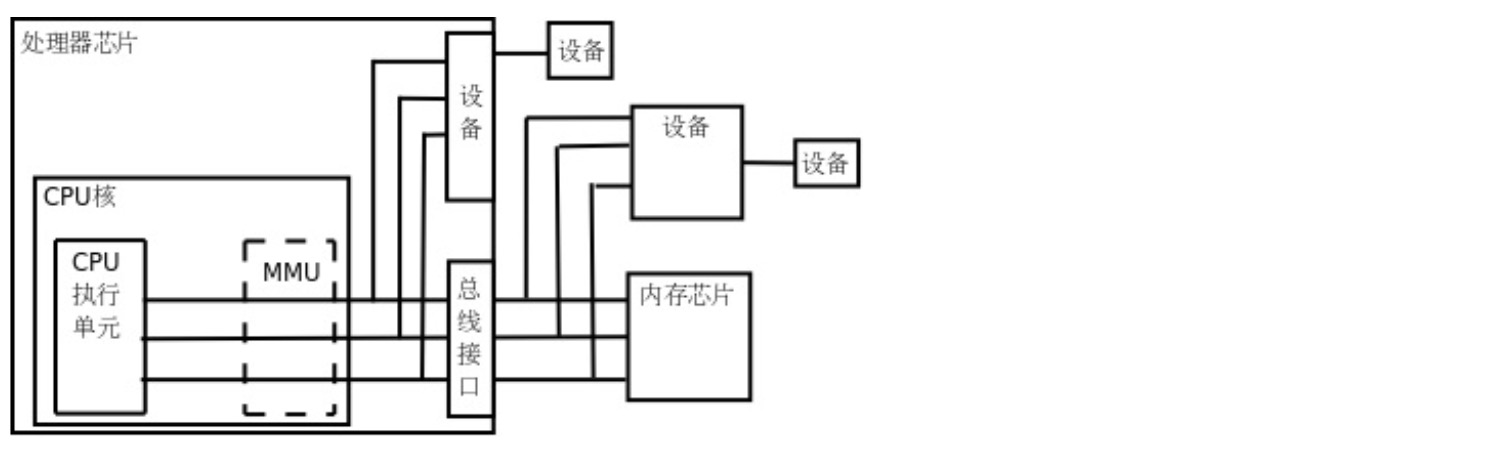 处理器芯片
设备
设
备
设备
设备
CPU核
CPU
执行
单元
MMU
总
线
接
口
内存芯片